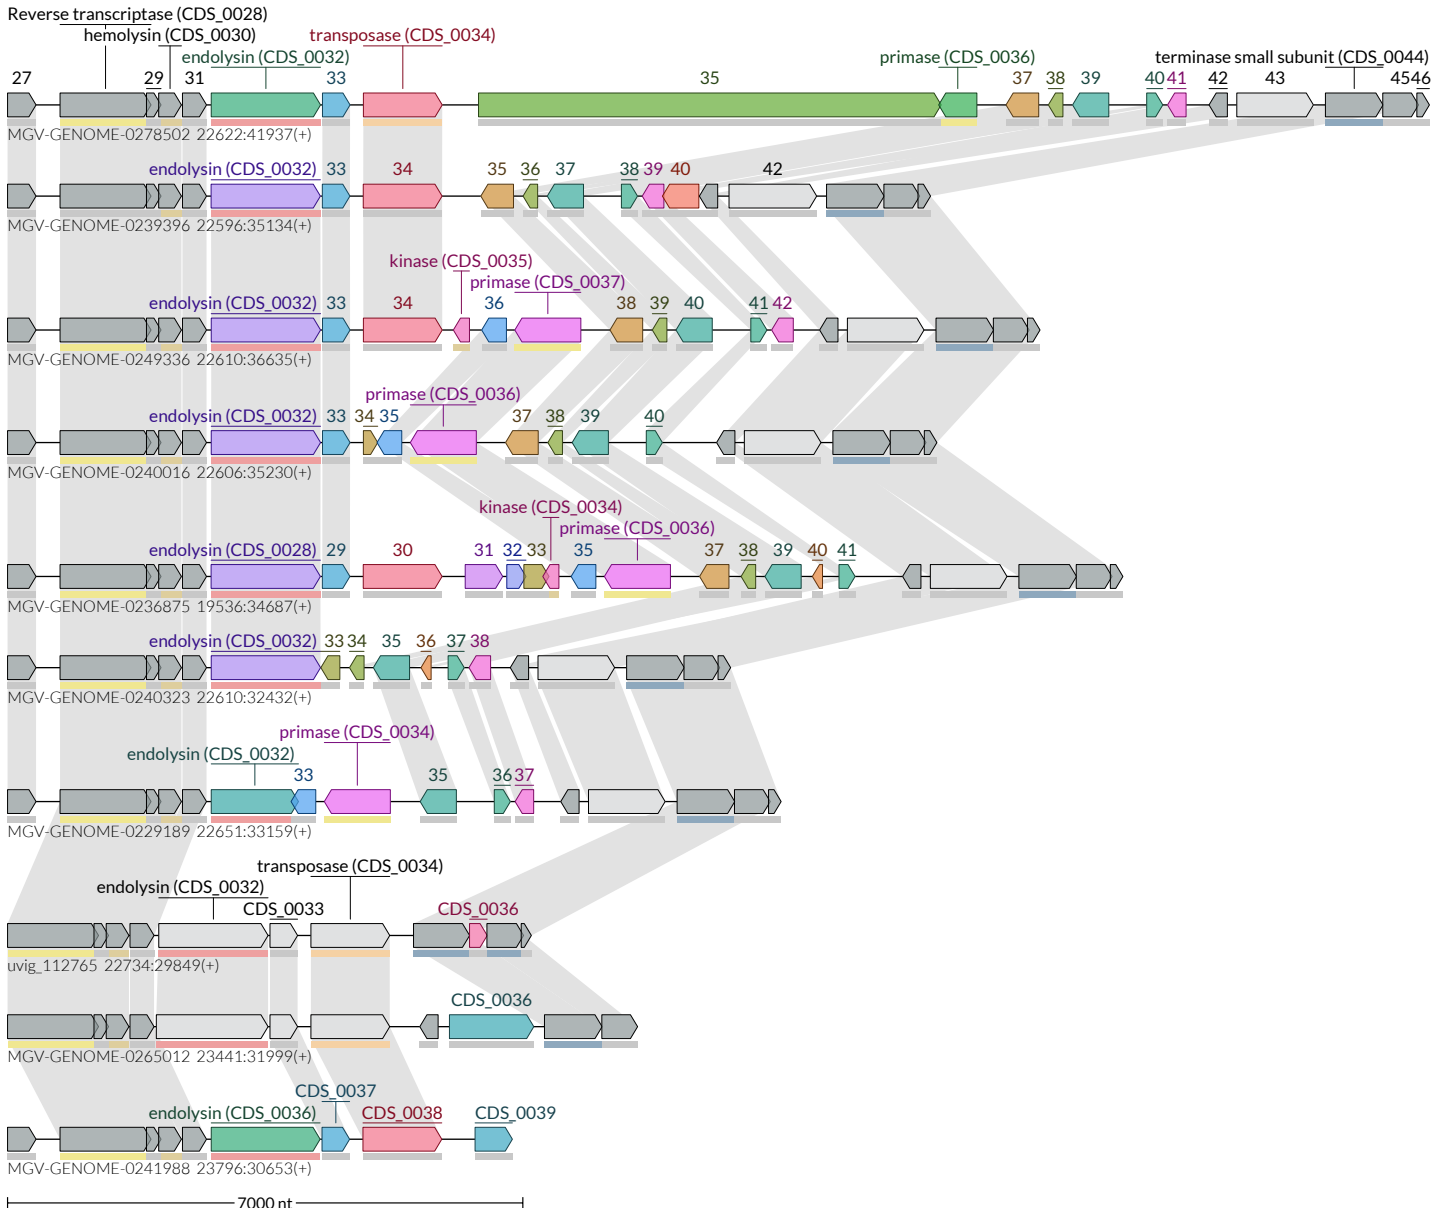 Reverse transcriptase (CDS_0028)
hemolysin (CDS_0030) transposase (CDS_0034)
endolysin (CDS_0032) primase (CDS_0036) terminase small subunit (CDS_0044)
27 29 31 33 35 37 38 39 40 41 42 43 45 46
MGV-GENOME-0278502 22622:41937(+)
endolysin (CDS_0032) 33 34 35 36 37 38 39 40 42
MGV-GENOME-0239396 22596:35134(+)
kinase (CDS_0035)
primase (CDS_0037)
endolysin (CDS_0032) 33 34 36 38 39 40 41 42
MGV-GENOME-0249336 22610:36635(+)
primase (CDS_0036)
endolysin (CDS_0032) 33 34 35 37 38 39 40
MGV-GENOME-0240016 22606:35230(+)
kinase (CDS_0034)
primase (CDS_0036)
endolysin (CDS_0028) 29 30 31 32 33 35 37 38 39 40 41
MGV-GENOME-0236875 19536:34687(+)
endolysin (CDS_0032) 33 34 35 36 37 38
MGV-GENOME-0240323 22610:32432(+)
primase (CDS_0034)
endolysin (CDS_0032)
33 35 36 37
MGV-GENOME-0229189 22651:33159(+)
transposase (CDS_0034)
endolysin (CDS_0032)
CDS_0033 CDS_0036
uvig_112765 22734:29849(+)
CDS_0036
MGV-GENOME-0265012 23441:31999(+)
CDS_0037
endolysin (CDS_0036) CDS_0038 CDS_0039
MGV-GENOME-0241988 23796:30653(+)
7000 nt